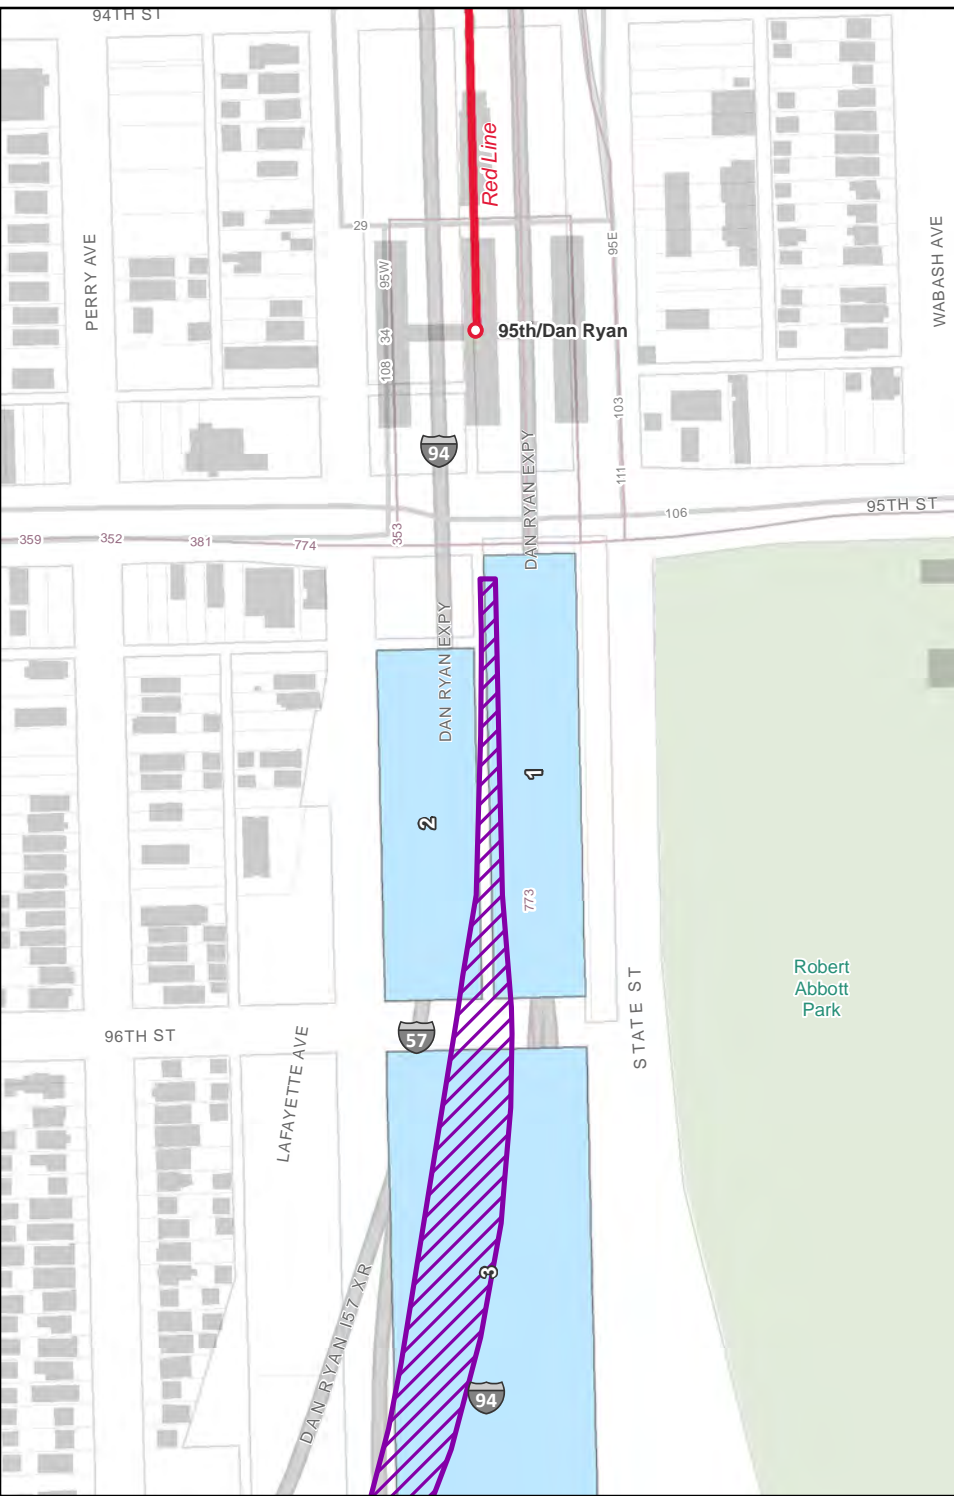 94TH ST
Red Line
29
95E
PERRY AVE
WABASH AVE
95W
34
108
95th/Dan Ryan
103
94
DAN RYAN EXPY
111
106
95TH ST
359
352
381
774
353
DAN RYAN EXPY
1
2
773
Robert
Abbott
Park
STATE ST
96TH ST
57
LAFAYETTE AVE
3
DAN RYAN I57 XR
94